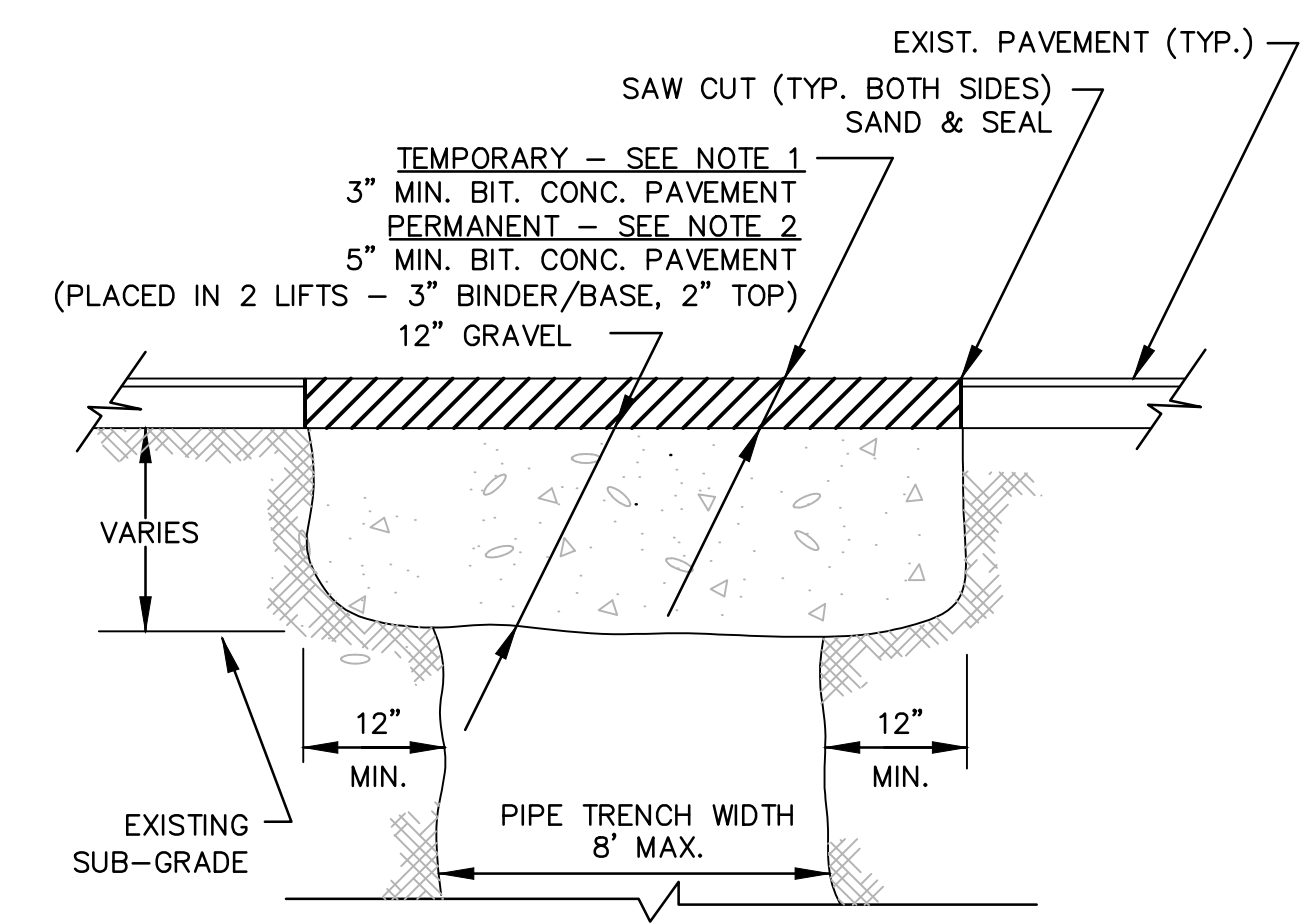 EXIST. PAVEMENT (TYP.)
SAW CUT (TYP. BOTH SIDES)
SAND & SEAL
TEMPORARY – SEE NOTE 1
3” MIN. BIT. CONC. PAVEMENT
PERMANENT – SEE NOTE 2
5” MIN. BIT. CONC. PAVEMENT
(PLACED IN 2 LIFTS – 3” BINDER/BASE, 2” TOP)
12” GRAVEL
VARIES
12”
MIN.
12”
MIN.
PIPE TRENCH WIDTH
8’ MAX.
EXISTING
SUB–GRADE